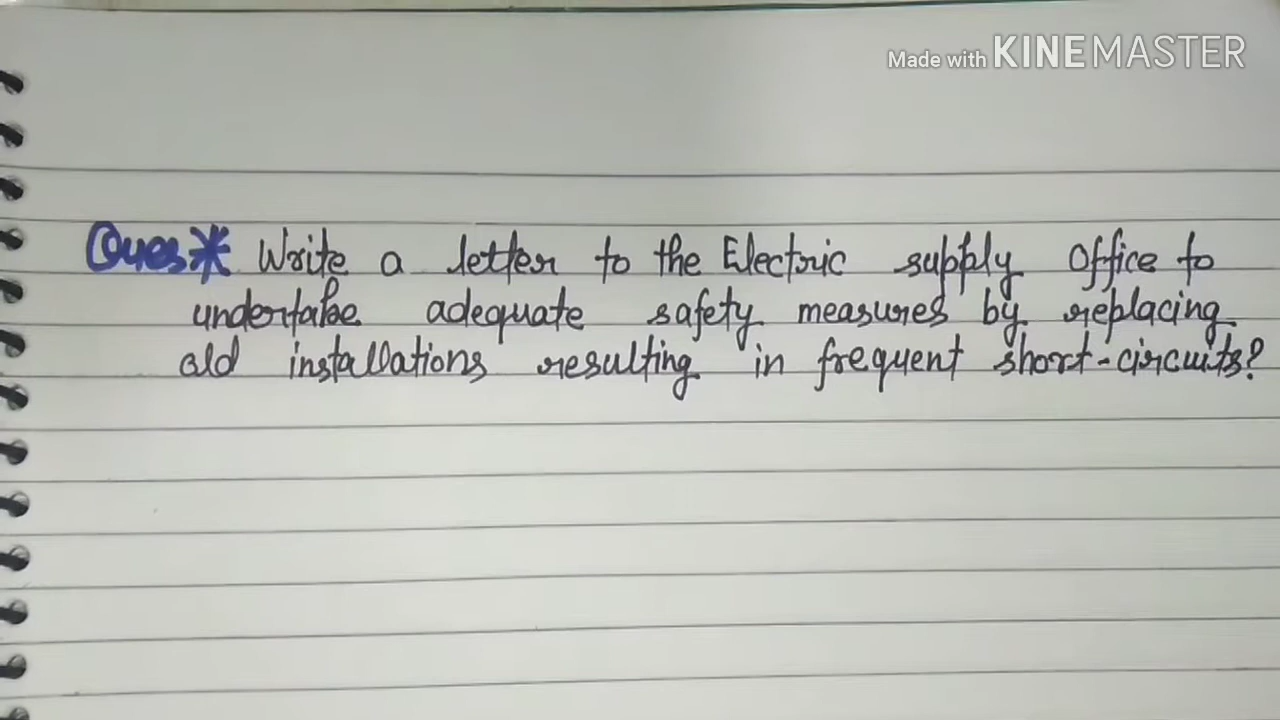 Made with KINEMASTER
Ques* Write a letter to the Electric supply Office to
undertake adequate safety measures by replacing
old installations resulting in frequent short-circuits?